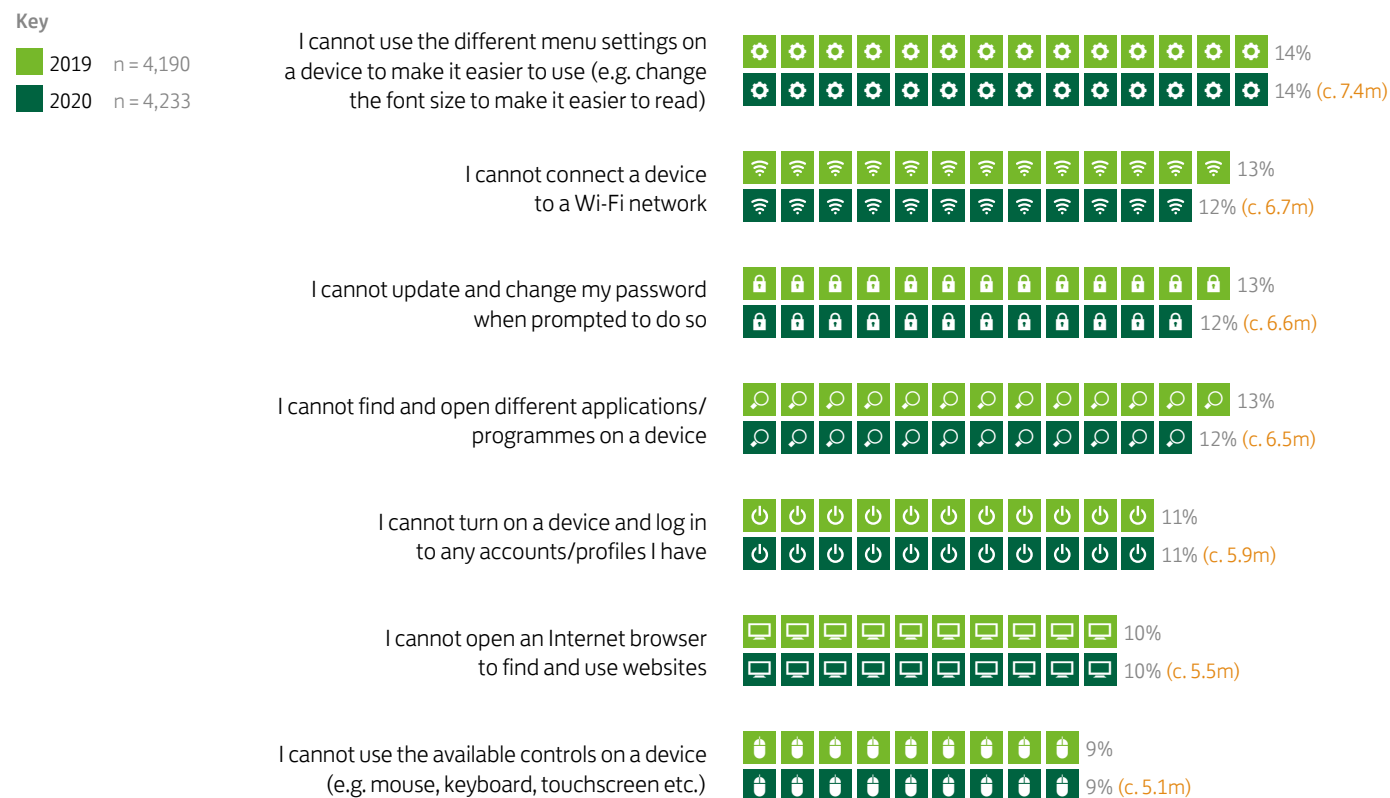 Key
2019 n = 4,190
2020 n = 4,233
I cannot use the different menu settings on
a device to make it easier to use (e.g. change
the font size to make it easier to read)
14%
14% (c. 7.4m)
I cannot connect a device
to a Wi-Fi network
13%
12% (c. 6.7m)
I cannot update and change my password
when prompted to do so
13%
12% (c. 6.6m)
I cannot find and open different applications/
programmes on a device
13%
12% (c. 6.5m)
I cannot turn on a device and log in
to any accounts/profiles I have
11%
11% (c. 5.9m)
I cannot open an Internet browser
to find and use websites
10%
10% (c. 5.5m)
I cannot use the available controls on a device
(e.g. mouse, keyboard, touchscreen etc.)
9%
9% (c. 5.1m)